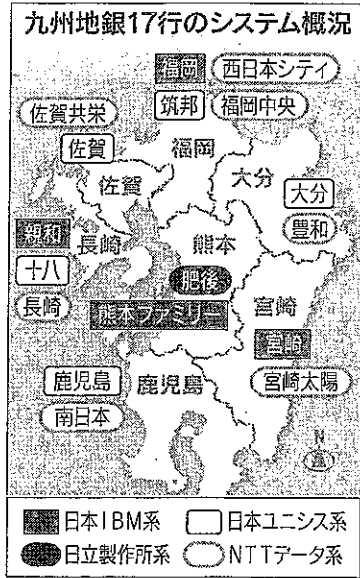 九州地銀17行のシステム概況
福岡 西日本シティ
筑邦 福岡中央
佐賀共栄
佐賀
福岡
佐賀
大分
大分
豊和
親和
長崎
熊本
十八
長崎
肥後
宮崎
熊本ファミリー
宮崎
宮崎太陽
鹿児島
鹿児島
南日本
N
日本IBM系 日本ユニシス系
日立製作所系 NTTデータ系